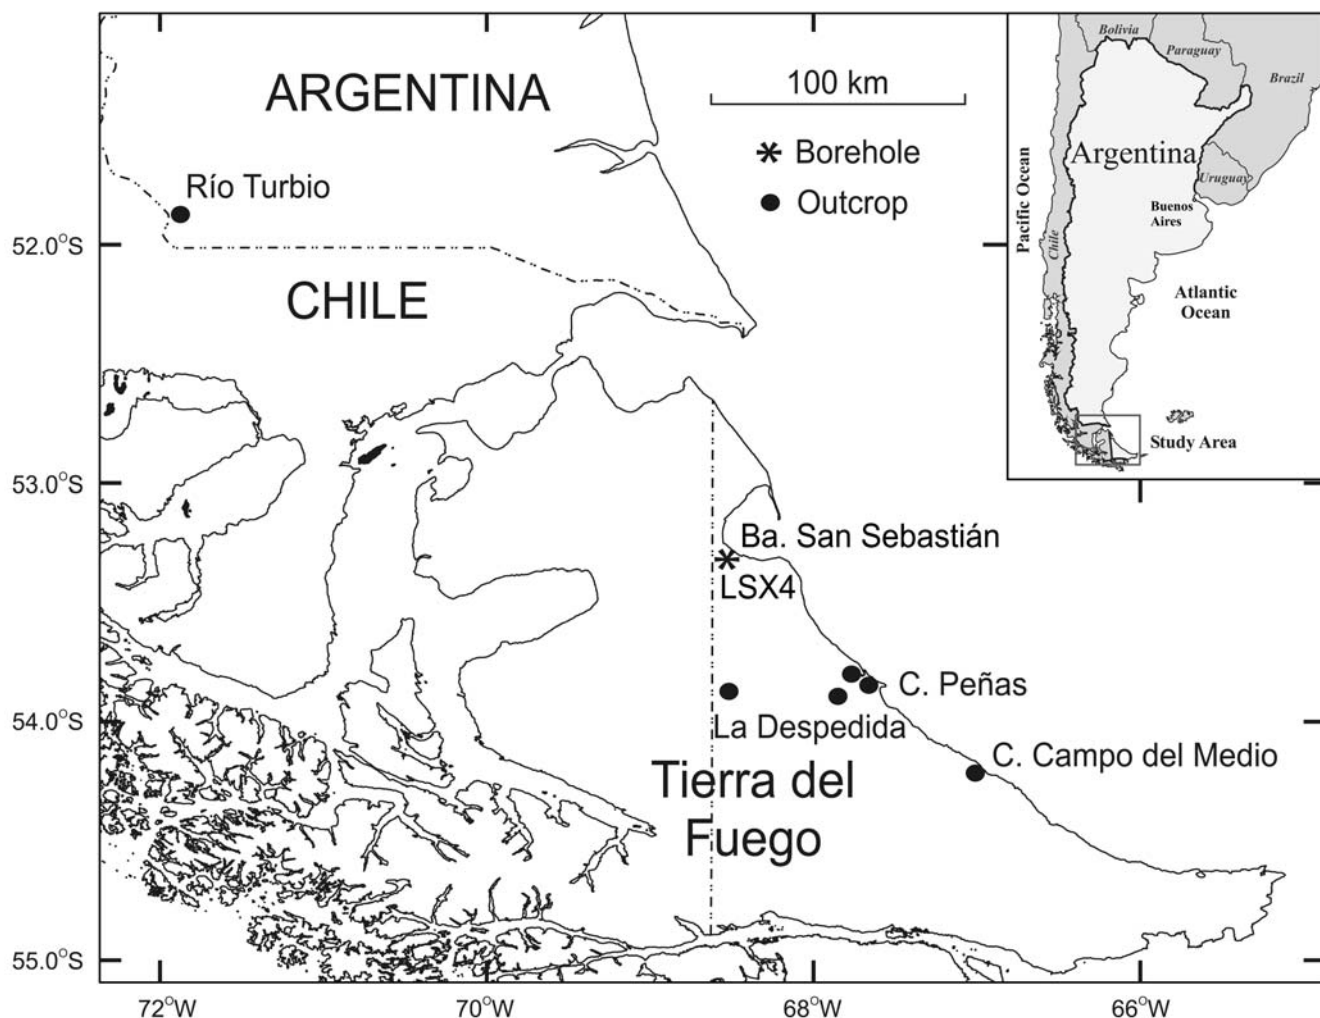 ARGENTINA
100 km
Borehole
Outcrop
Río Turbio
CHILE
Ba. San Sebastián
LSX4
C. Peñas
La Despedida
C. Campo del Medio
Tierra del
Fuego
52.0°S
53.0°S
54.0°S
55.0°S
72°W
70°W
68°W
66°W
Bolivia
Paraguay
Brazil
Argentina
Uruguay
Buenos
Aires
Pacific Ocean
Chile
Atlantic
Ocean
Study Area